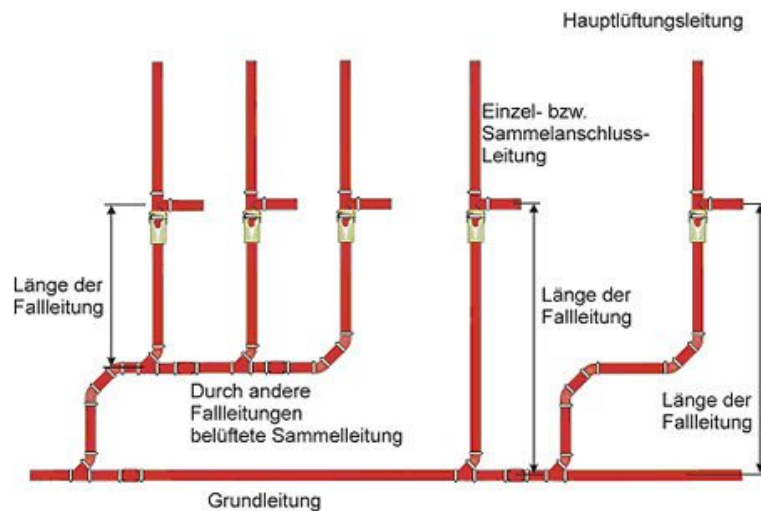 Hauptlüftungsleitung
Einzel- bzw.
Sammelanschluss-
Leitung
Länge der
Fallleitung
Länge der
Fallleitung
Durch andere
Fallleitungen
belüftete Sammelleitung
Länge der
Fallleitung
Grundleitung